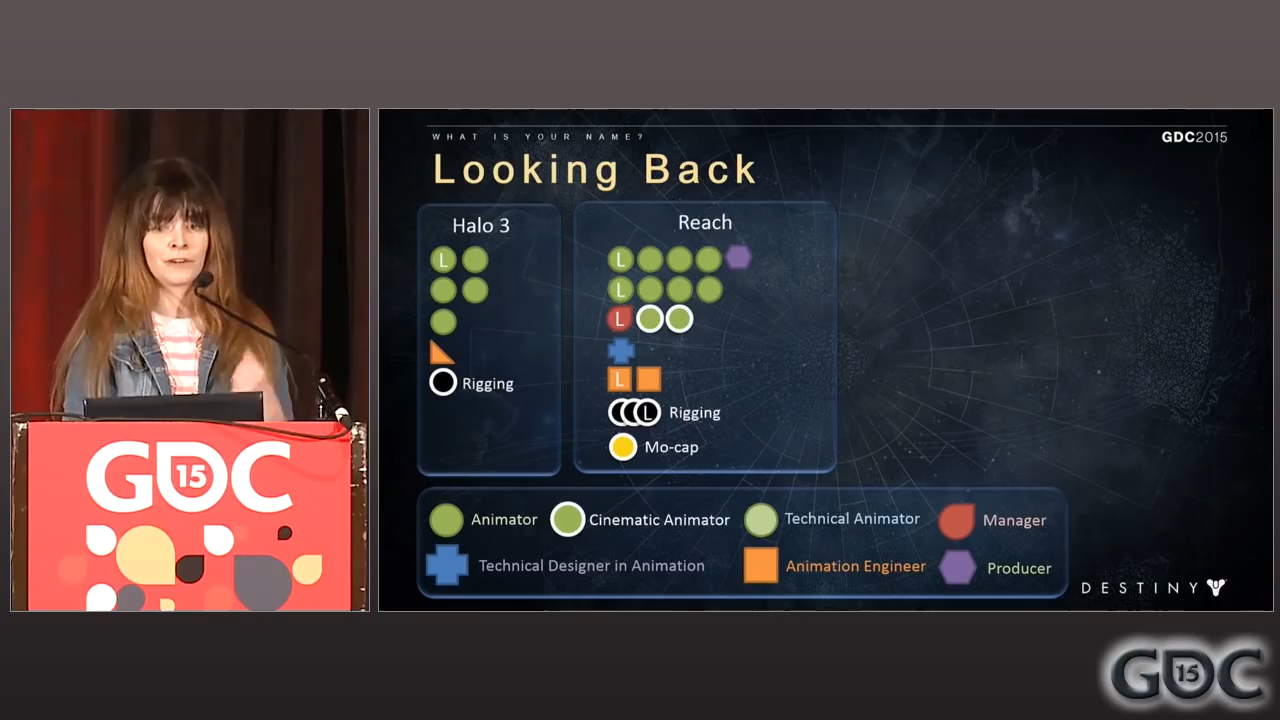 WHAT IS YOUR NAME?
GDC2015
Looking Back
Halo 3
L
Rigging
Reach
L
L
L
L
L Rigging
Mo-cap
Animator
Cinematic Animator
Technical Animator
Manager
Technical Designer in Animation
Animation Engineer
Producer
DESTINY
GDC 15
GDC 15